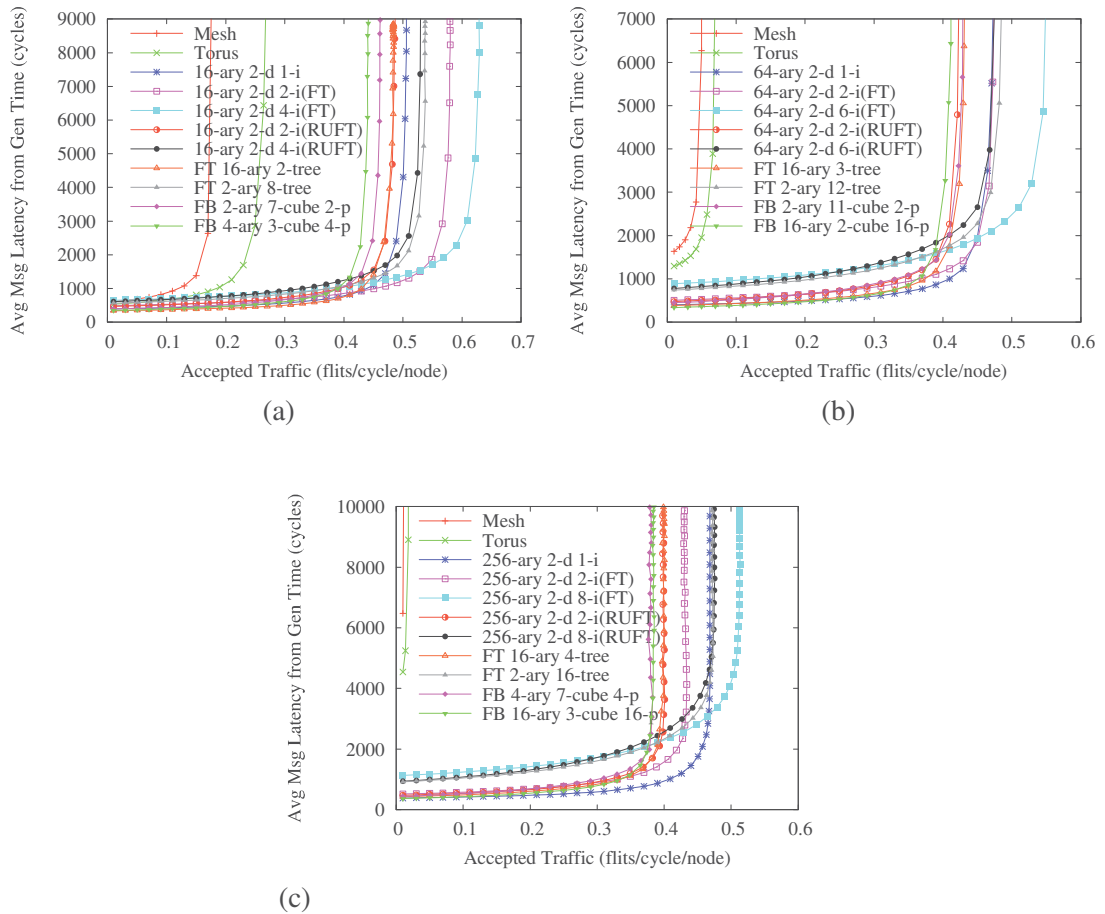 Avg Msg Latency from Gen Time (cycles)
9000
8000
7000
6000
5000
4000
3000
2000
1000
0
Mesh
Torus
16-ary 2-d 1-i
16-ary 2-d 2-i(FT)
16-ary 2-d 4-i(FT)
16-ary 2-d 2-i(RUFT)
16-ary 2-d 4-i(RUFT)
FT 16-ary 2-tree
FT 2-ary 8-tree
FB 2-ary 7-cube 2-p
FB 4-ary 3-cube 4-p
0 0.1 0.2 0.3 0.4 0.5 0.6 0.7
Accepted Traffic (flits/cycle/node)
(a)
Avg Msg Latency from Gen Time (cycles)
7000
6000
5000
4000
3000
2000
1000
0
Mesh
Torus
64-ary 2-d 1-i
64-ary 2-d 2-i(FT)
64-ary 2-d 6-i(FT)
64-ary 2-d 2-i(RUFT)
64-ary 2-d 6-i(RUFT)
FT 16-ary 3-tree
FT 2-ary 12-tree
FB 2-ary 11-cube 2-p
FB 16-ary 2-cube 16-p
0 0.1 0.2 0.3 0.4 0.5 0.6
Accepted Traffic (flits/cycle/node)
(b)
Avg Msg Latency from Gen Time (cycles)
10000
8000
6000
4000
2000
0
Mesh
Torus
256-ary 2-d 1-i
256-ary 2-d 2-i(FT)
256-ary 2-d 8-i(FT)
256-ary 2-d 2-i(RUFT)
256-ary 2-d 8-i(RUFT)
FT 16-ary 4-tree
FT 2-ary 16-tree
FB 4-ary 7-cube 4-p
FB 16-ary 3-cube 16-p
0 0.1 0.2 0.3 0.4 0.5 0.6
Accepted Traffic (flits/cycle/node)
(c)